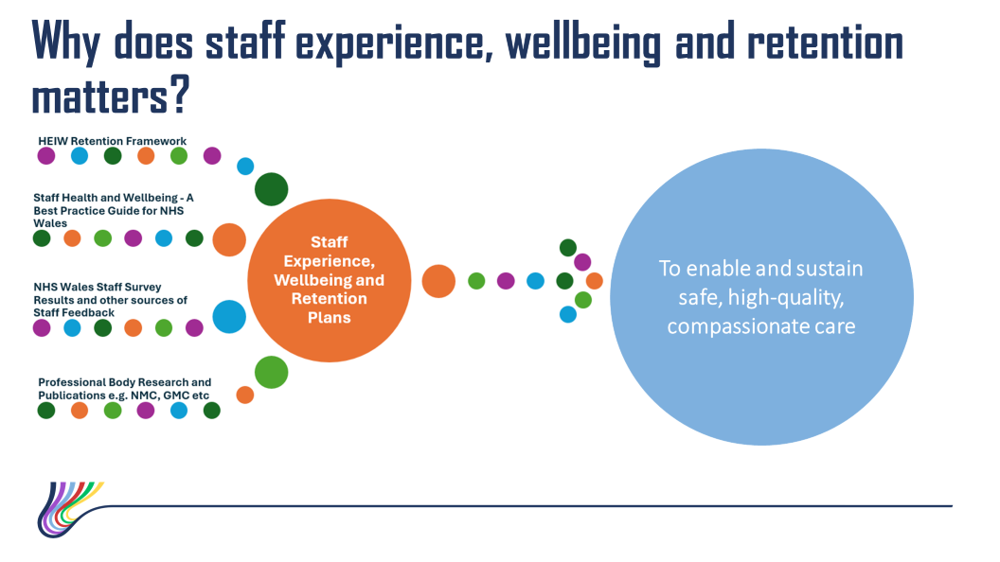 Why does staff experience, wellbeing and retention
matters?
HEIW Retention Framework
Staff Health and Wellbeing - A
Best Practice Guide for NHS
Wales
NHS Wales Staff Survey
Results and other sources of
Staff Feedback
Professional Body Research and
Publications e.g. NMC, GMC etc
Staff
Experience,
Wellbeing and
Retention
Plans
To enable and sustain
safe, high-quality,
compassionate care